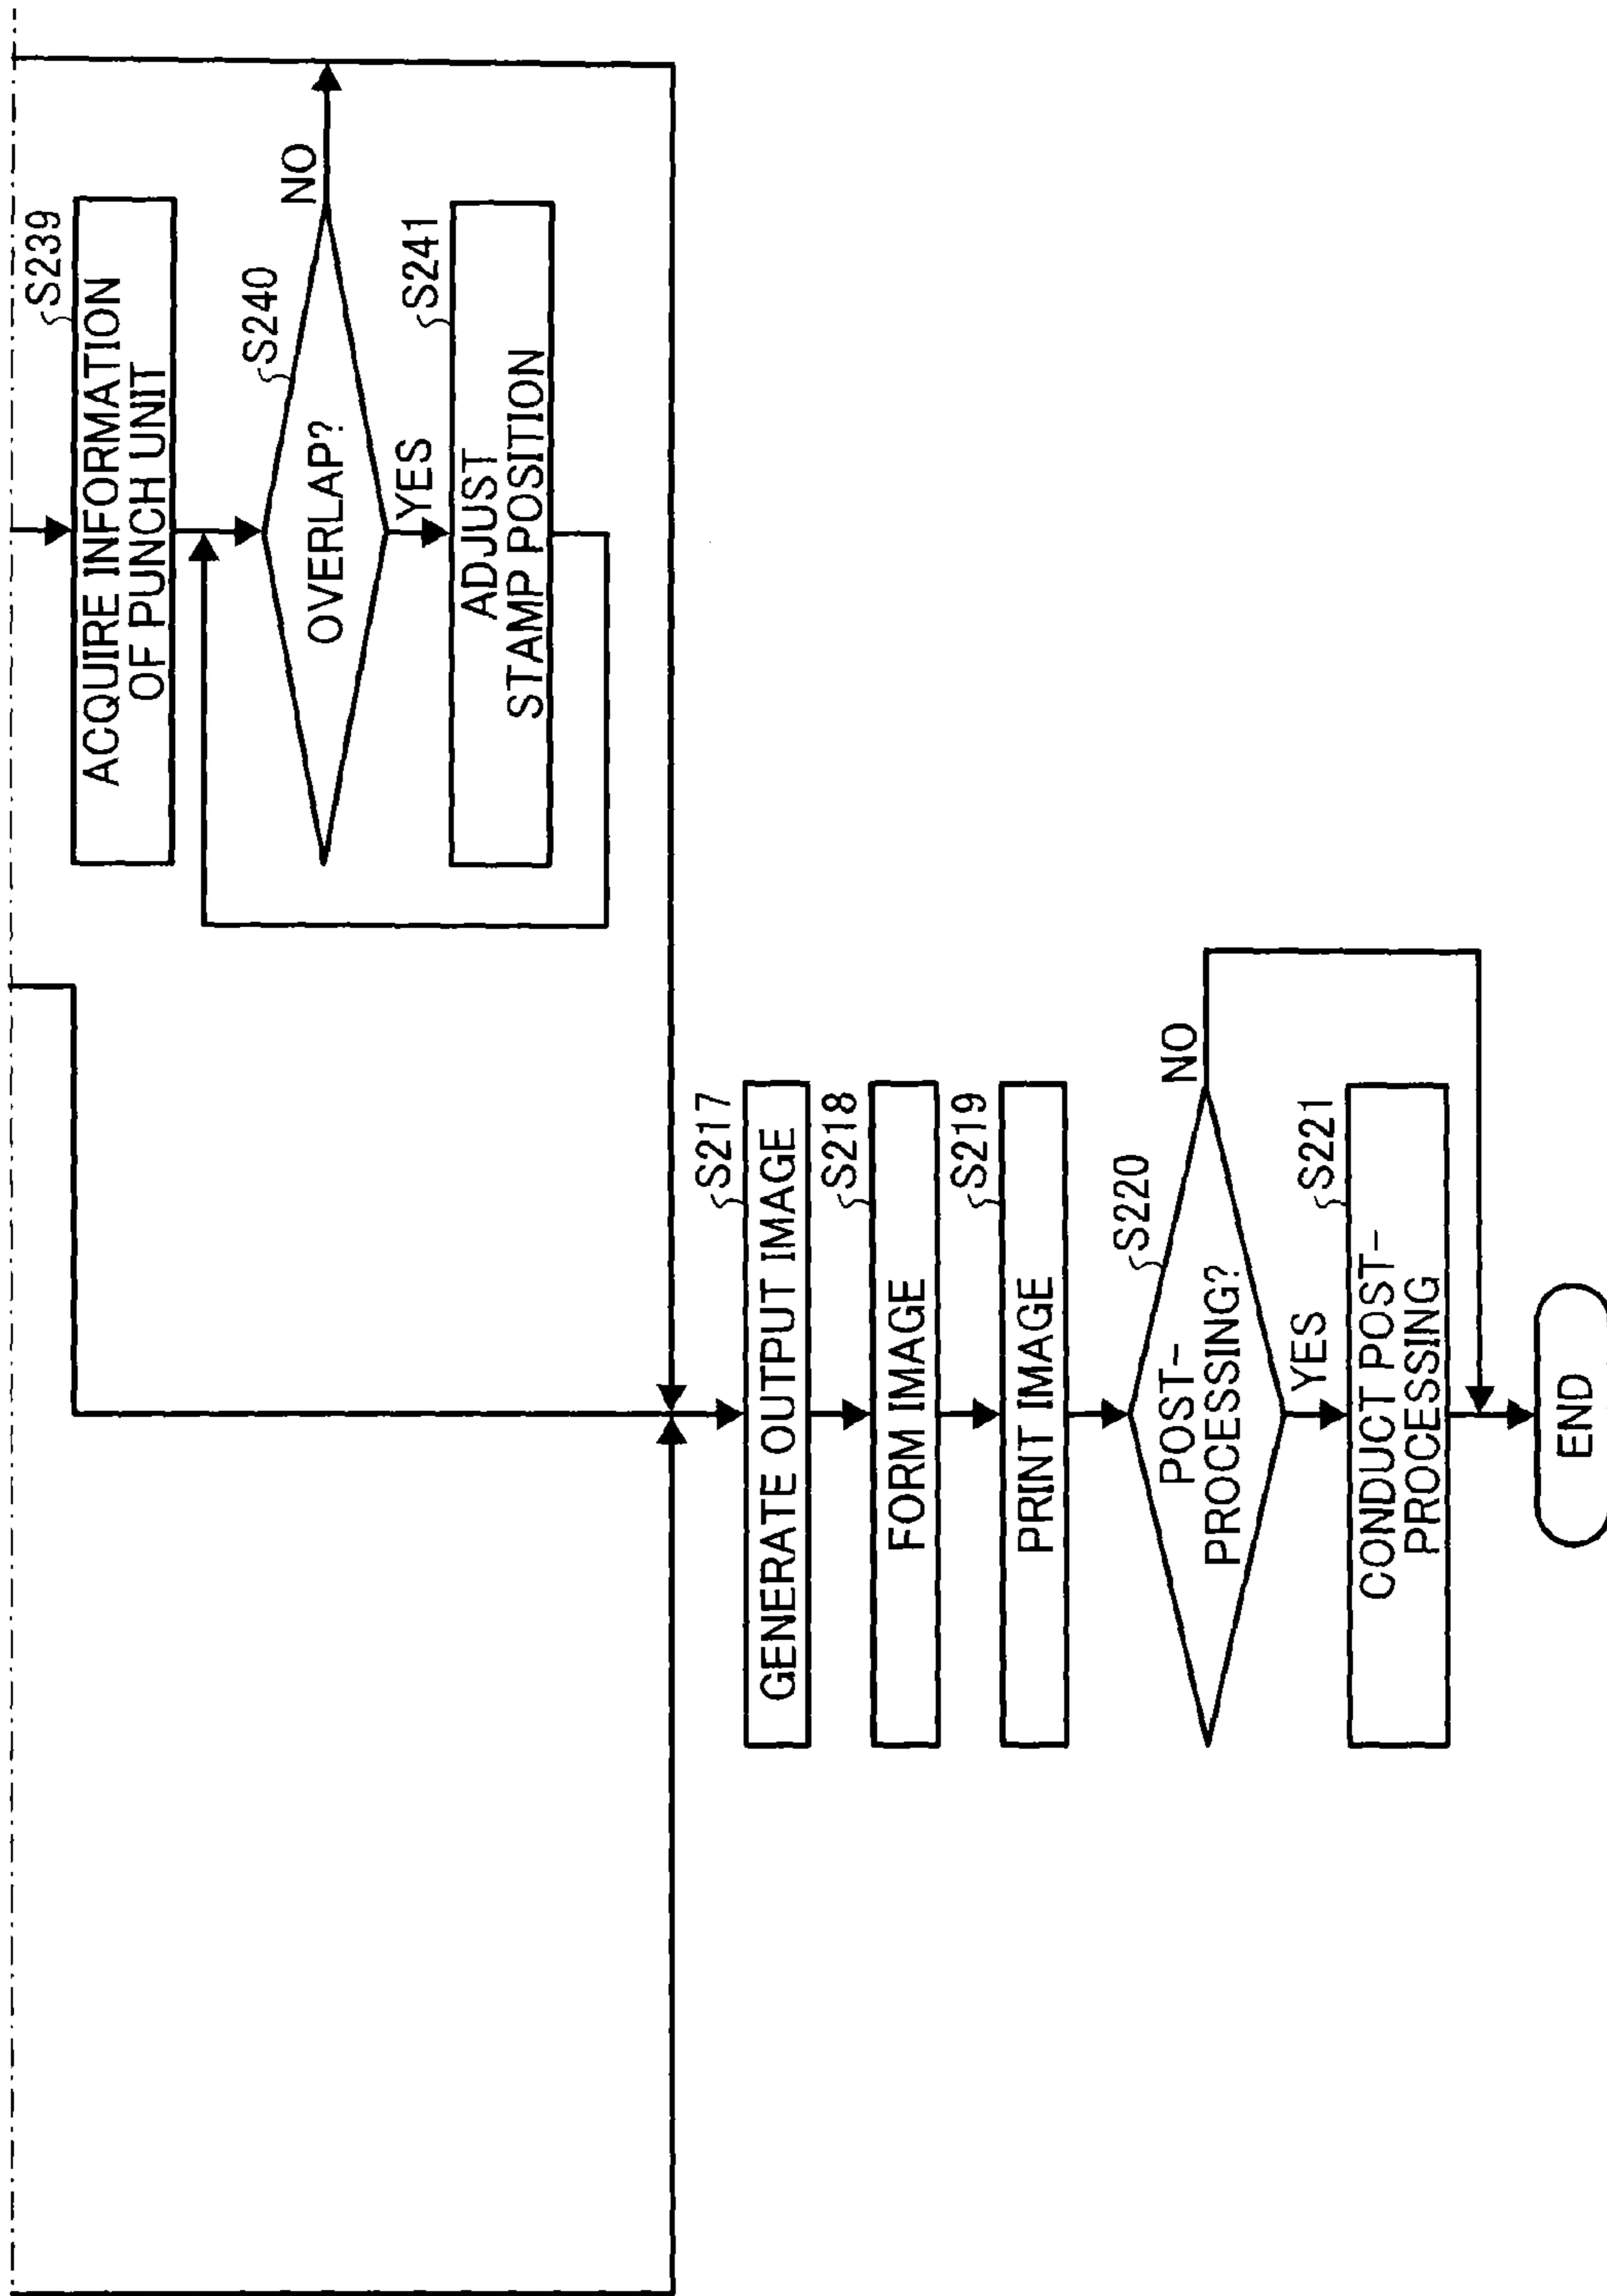 S239
ACQUIRE INFORMATION
OF PUNCH UNIT
S240
OVERLAP?
NO
YES
S241
ADJUST
STAMP POSITION
S217
GENERATE OUTPUT IMAGE
S218
FORM IMAGE
S219
PRINT IMAGE
S220
POST-
PROCESSING?
NO
YES
S221
CONDUCT POST-
PROCESSING
END